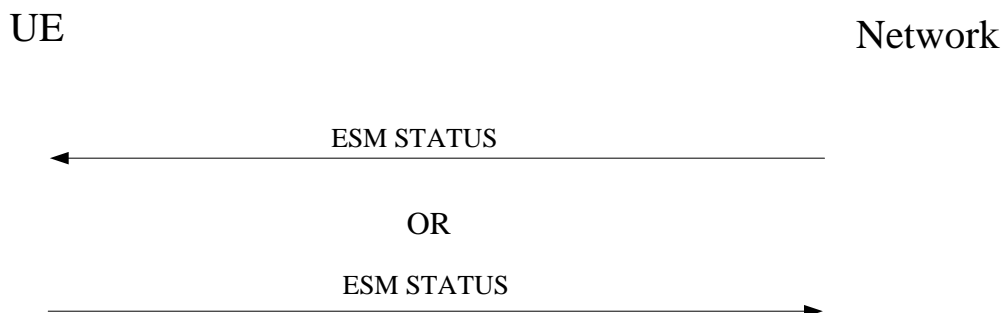 UE
Network
ESM STATUS
OR
ESM STATUS